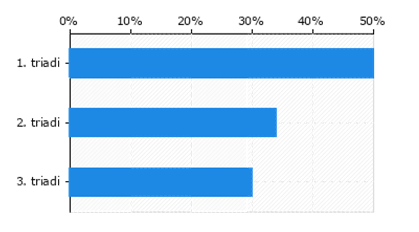 0% 10% 20% 30% 40% 50%
1. triadi
2. triadi
3. triadi